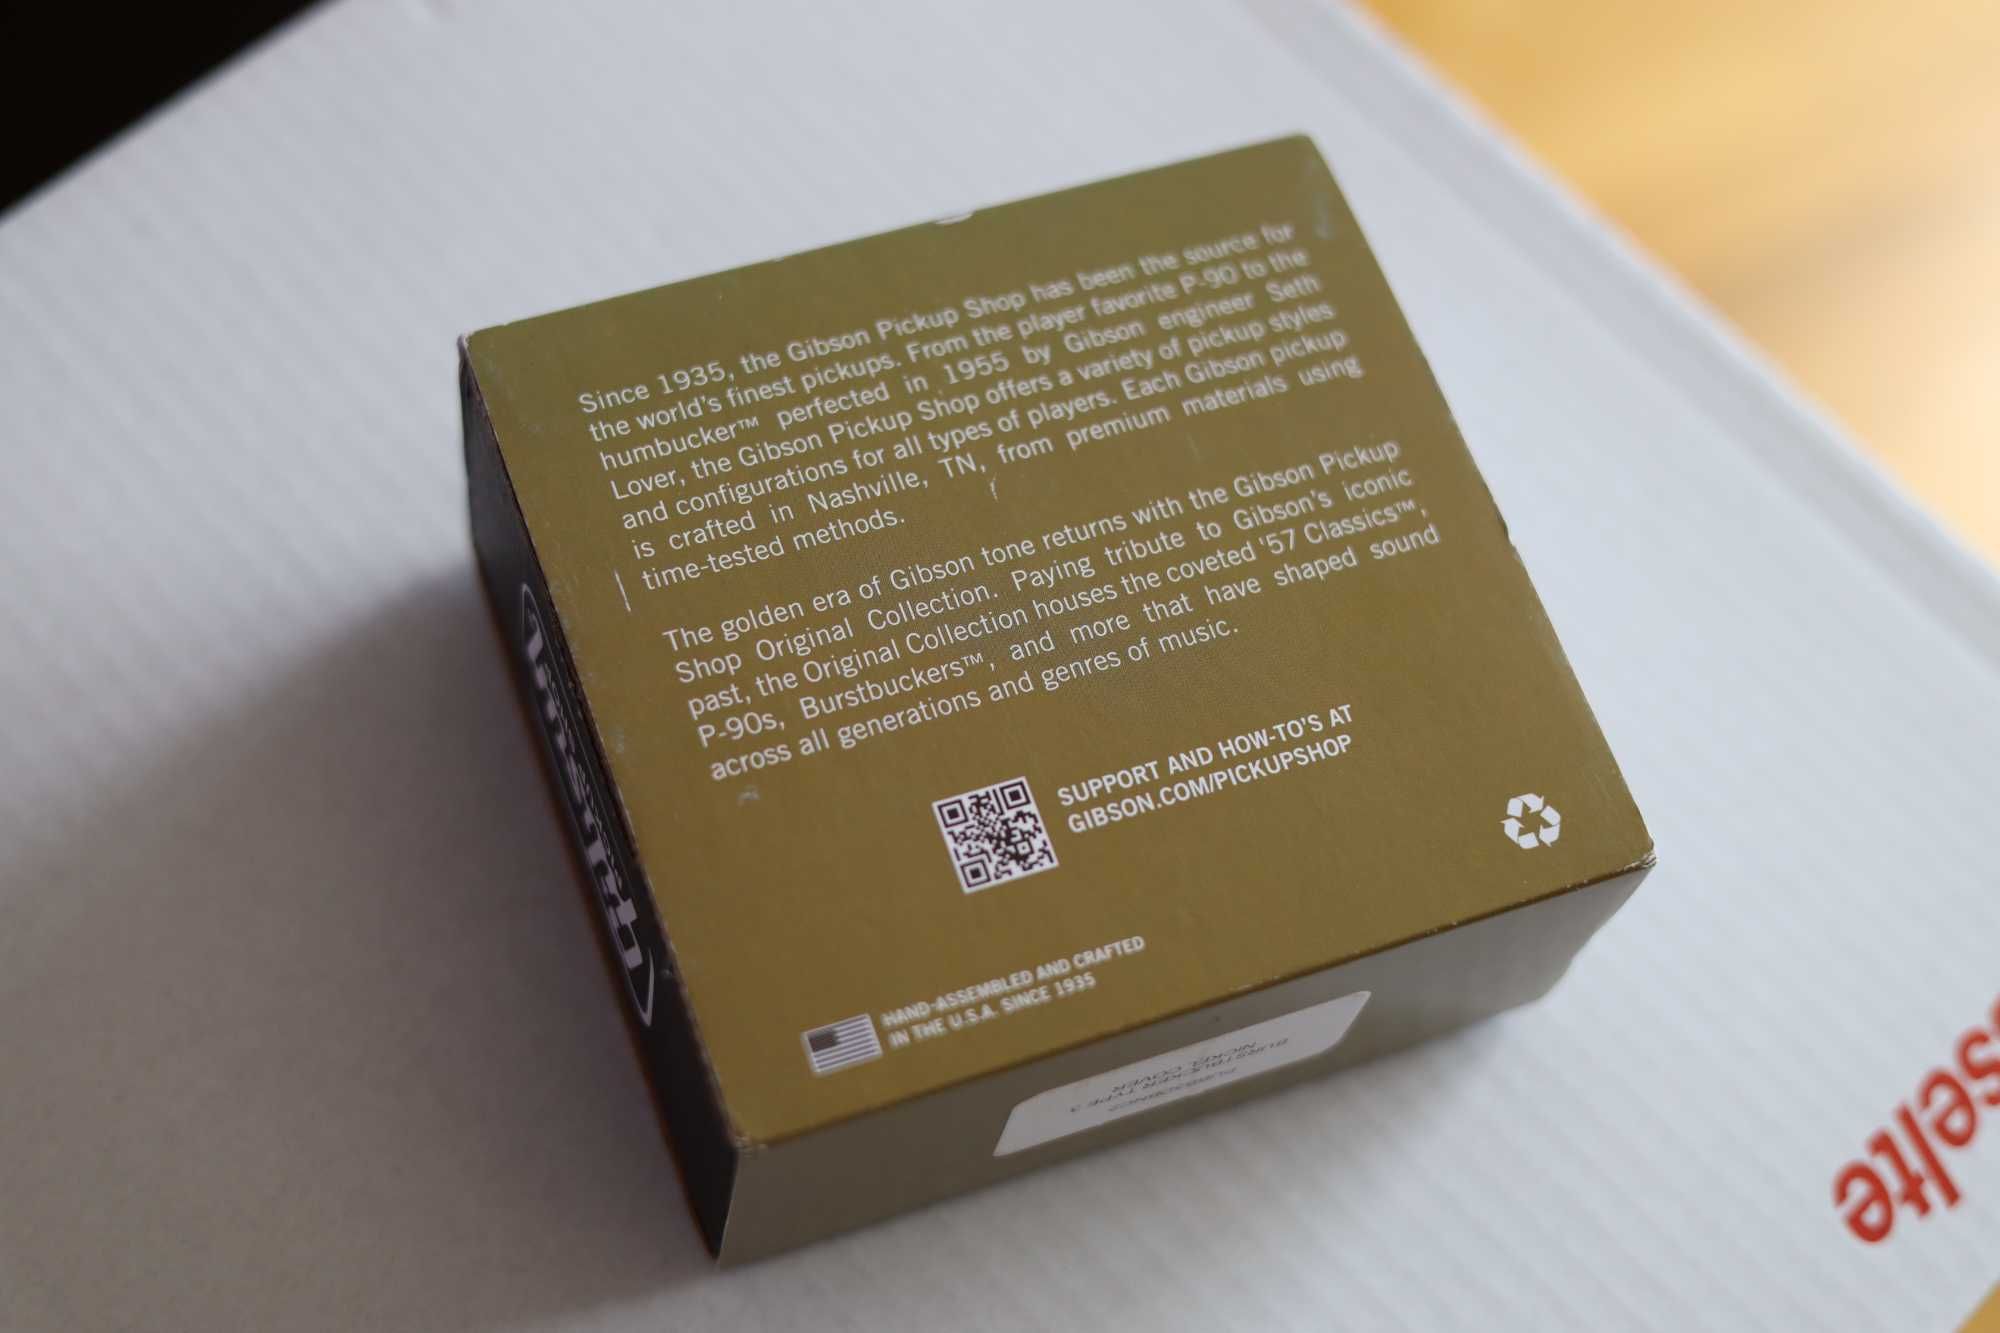 Since 1935, the Gibson Pickup Shop has been the source for
the world's finest pickups. From the player favorite P-90 to the
humbucker™ perfected in 1955 by Gibson engineer Seth
Lover, the Gibson Pickup Shop offers a variety of pickup styles
and configurations for all types of players. Each Gibson pickup
is crafted in Nashville, TN, from premium materials using
time-tested methods.
The golden era of Gibson tone returns with the Gibson Pickup
Shop Original Collection. Paying tribute to Gibson's iconic
past, the Original Collection houses the coveted '57 Classics™,
P-90s, Burstbuckers™, and more that have shaped sound
across all generations and genres of music.
SUPPORT AND HOW-TO'S AT
GIBSON.COM/PICKUPSHOP
HAND-ASSEMBLED AND CRAFTED
IN THE U.S.A. SINCE 1935
BURSTBUCKER TYPE 3
NICKEL COVER